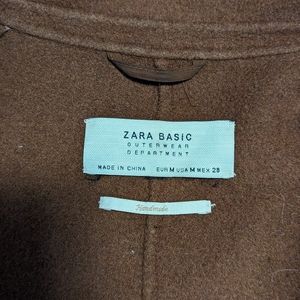 ZARA BASIC
OUTERWEAR
DEPARTMENT
MADE IN CHINA EUR M USA M MEX 28
Handmade